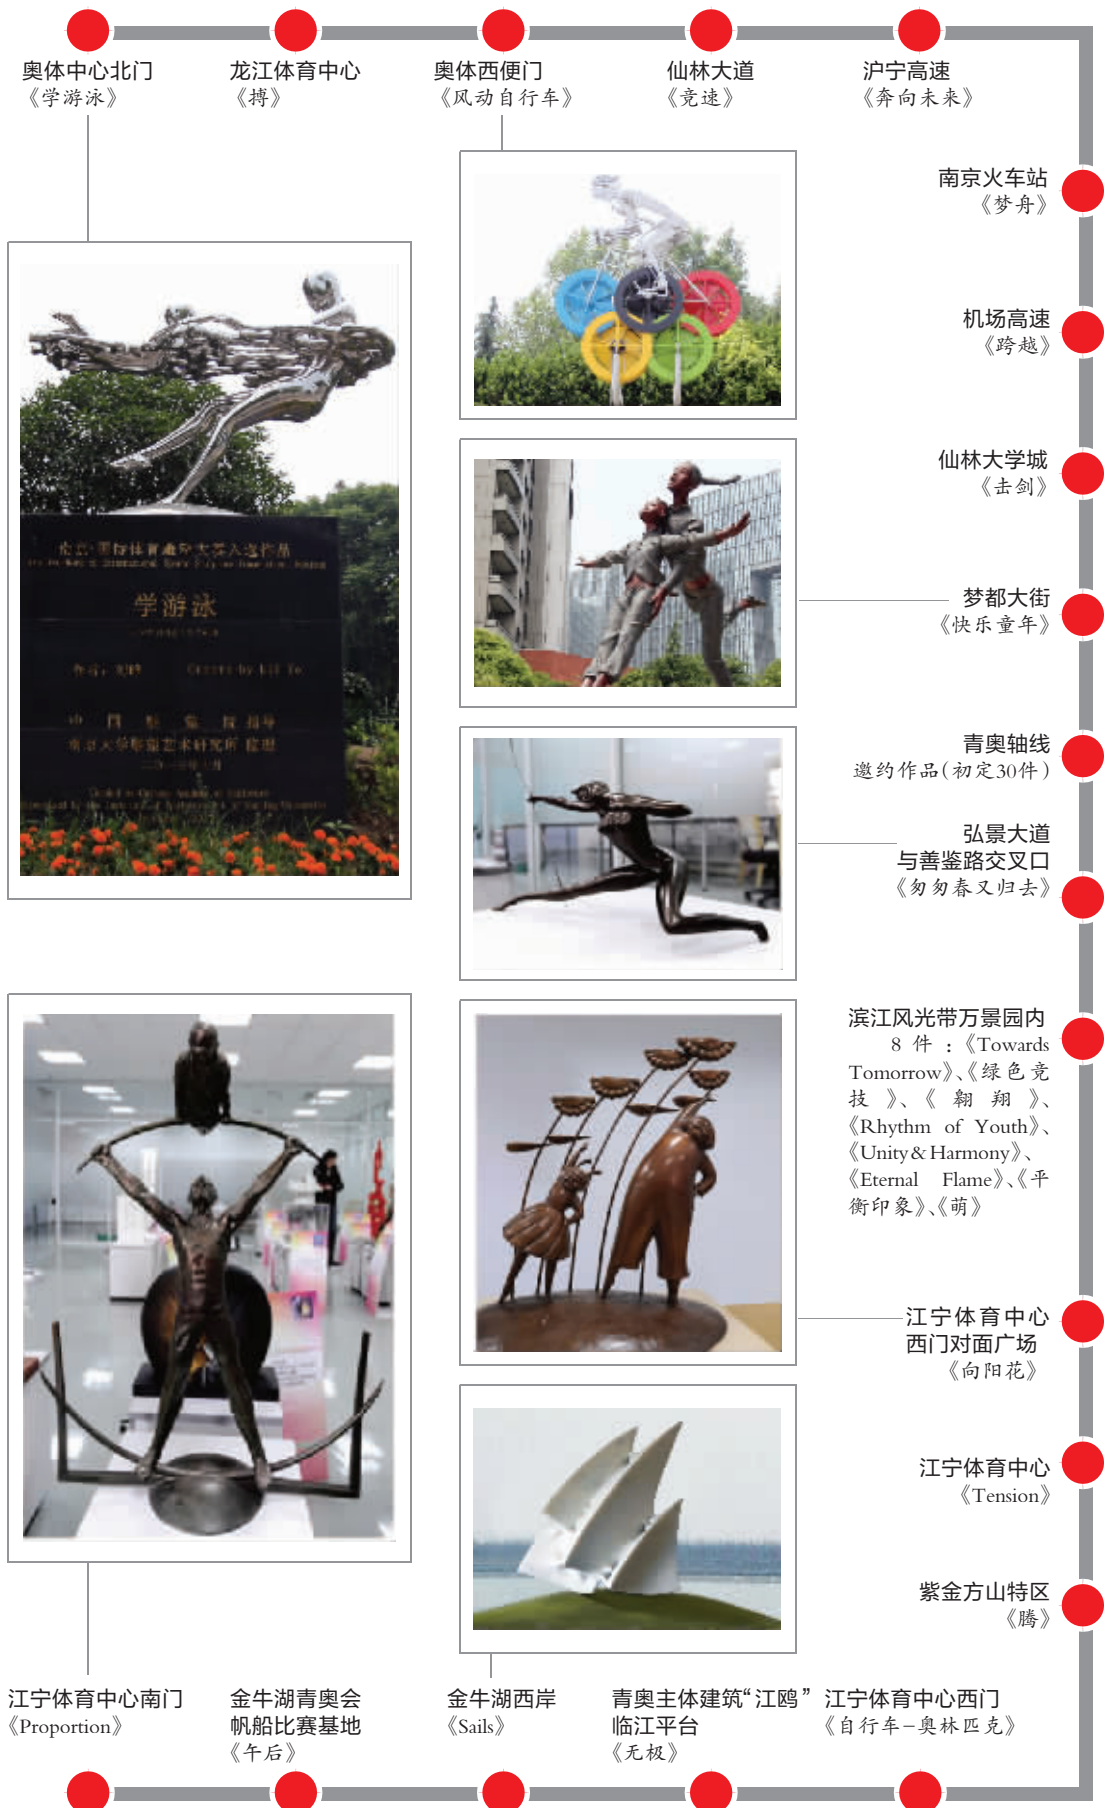 奥体中心北门
《学游泳》
龙江体育中心
《搏》
奥体西便门
《风动自行车》
仙林大道
《竞速》
沪宁高速
《奔向未来》
南京火车站
《梦舟》
机场高速
《跨越》
仙林大学城
《击剑》
梦都大街
《快乐童年》
青奥轴线
邀约作品(初定30件)
弘景大道
与善鉴路交叉口
《匆匆春又归去》
滨江风光带万景园内
8 件 :《Towards
Tomorrow》、《绿色竞
技 》、《 翱 翔 》、
《Rhythm of Youth》、
《Unity&Harmony》、
《Eternal Flame》、《平
衡印象》、《萌》
江宁体育中心
西门对面广场
《向阳花》
江宁体育中心
《Tension》
紫金方山特区
《腾》
学游泳
江宁体育中心南门
《Proportion》
金牛湖青奥会
帆船比赛基地
《午后》
金牛湖西岸
《Sails》
青奥主体建筑“江鸥”
临江平台
《无极》
江宁体育中心西门
《自行车-奥林匹克》